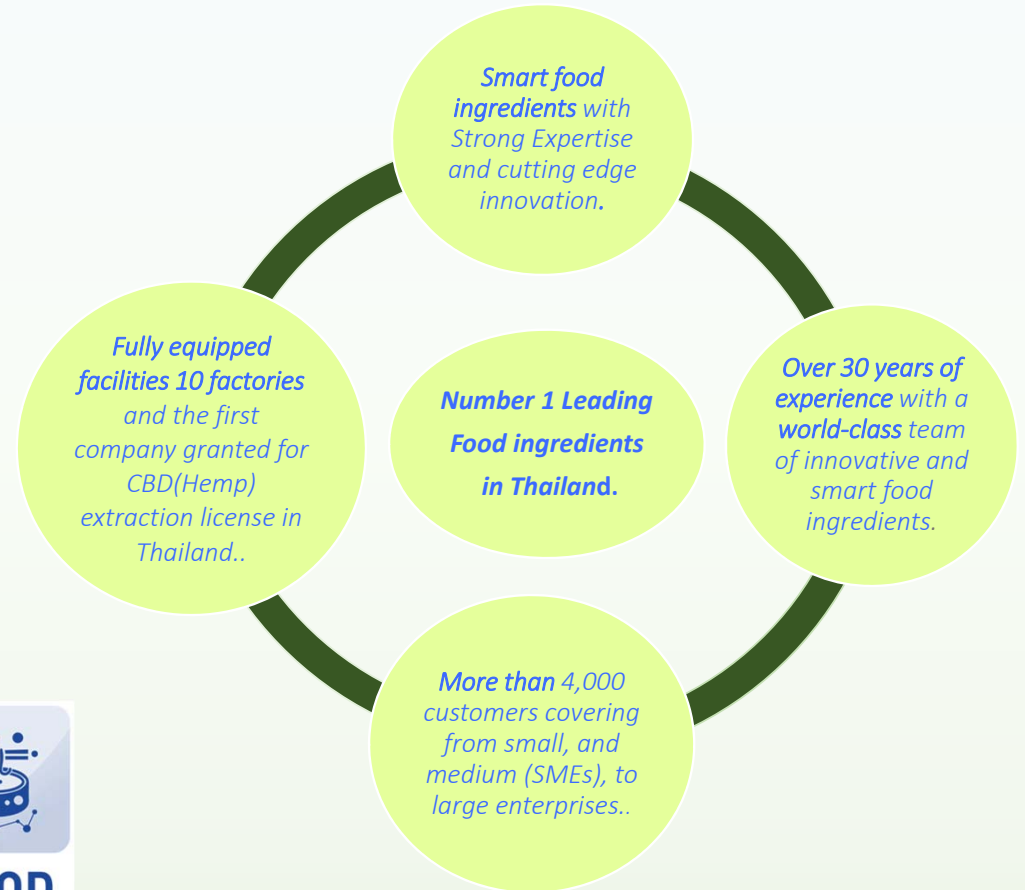 Smart food
ingredients with
Strong Expertise
and cutting edge
innovation.
Fully equipped
facilities 10 factories
and the first
company granted for
CBD(Hemp)
extraction license in
Thailand..
Number 1 Leading
Food ingredients
in Thailand.
Over 30 years of
experience with a
world-class team
of innovative and
smart food
ingredients.
More than 4,000
customers covering
from small, and
medium (SMEs), to
large enterprises..